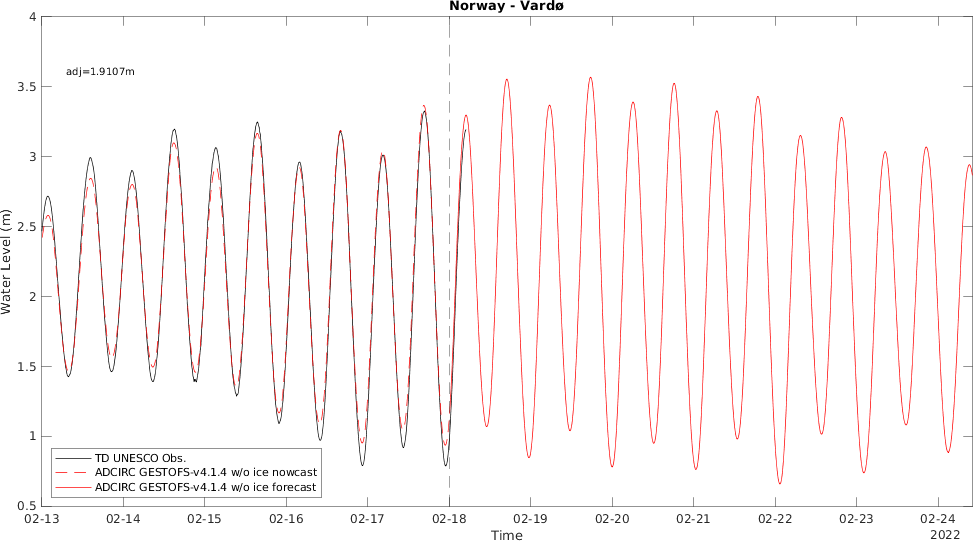 Norway - Vardø
4
adj=1.9107m
3.5
3
2.5
Water Level (m)
2
1.5
1
TD UNESCO Obs.
ADCIRC GESTOFS-v4.1.4 w/o ice nowcast
ADCIRC GESTOFS-v4.1.4 w/o ice forecast
0.5
02-13 02-14 02-15 02-16 02-17 02-18 02-19 02-20 02-21 02-22 02-23 02-24
Time
2022